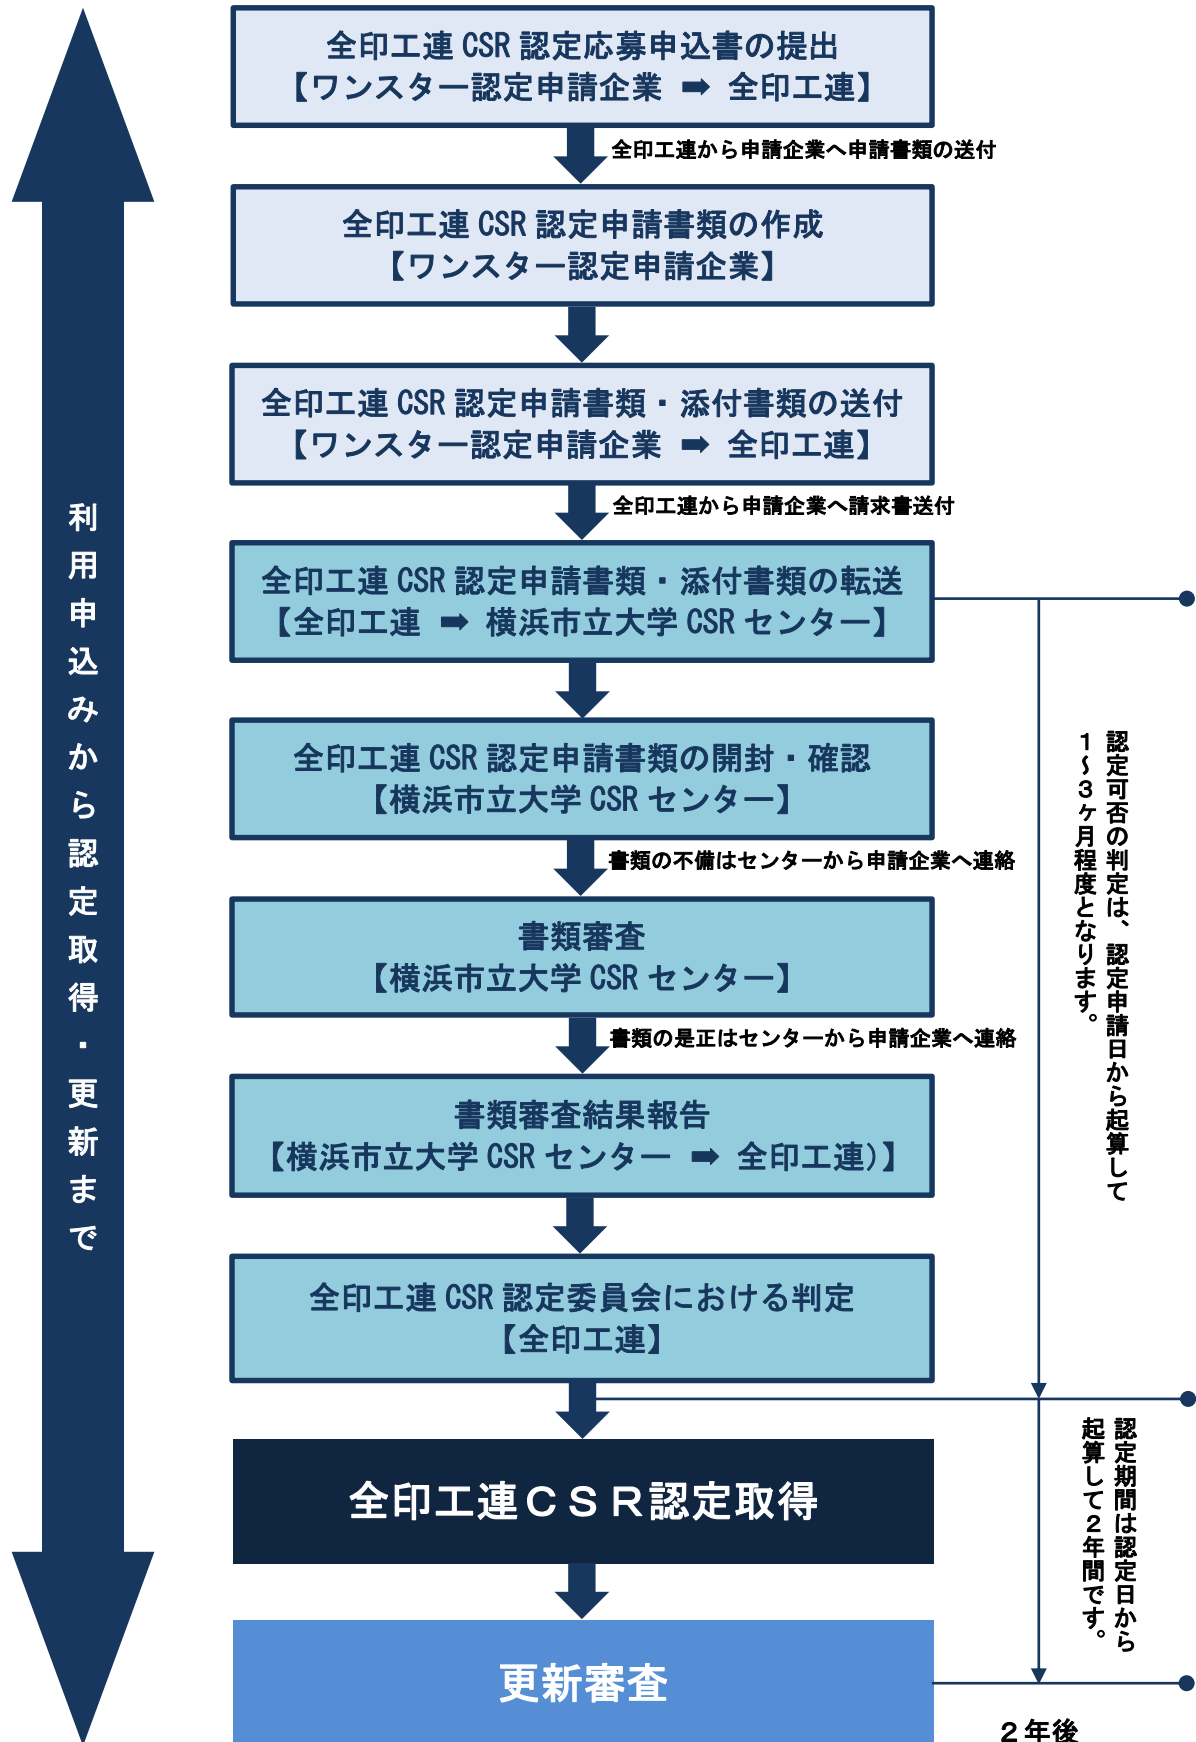 利用申込みから認定取得・更新まで
全印工連 CSR 認定応募申込書の提出
【ワンスター認定申請企業 ➡ 全印工連】
全印工連から申請企業へ申請書類の送付
全印工連 CSR 認定申請書類の作成
【ワンスター認定申請企業】
全印工連 CSR 認定申請書類・添付書類の送付
【ワンスター認定申請企業 ➡ 全印工連】
全印工連から申請企業へ請求書送付
全印工連 CSR 認定申請書類・添付書類の転送
【全印工連 ➡ 横浜市立大学 CSR センター】
全印工連 CSR 認定申請書類の開封・確認
【横浜市立大学 CSR センター】
書類の不備はセンターから申請企業へ連絡
書類審査
【横浜市立大学 CSR センター】
書類の是正はセンターから申請企業へ連絡
書類審査結果報告
【横浜市立大学 CSR センター ➡ 全印工連）】
全印工連 CSR 認定委員会における判定
【全印工連】
認定可否の判定は、認定申請日から起算して
１〜３ヶ月程度となります。
全印工連ＣＳＲ認定取得
認定期間は認定日から
起算して２年間です。
更新審査
２年後